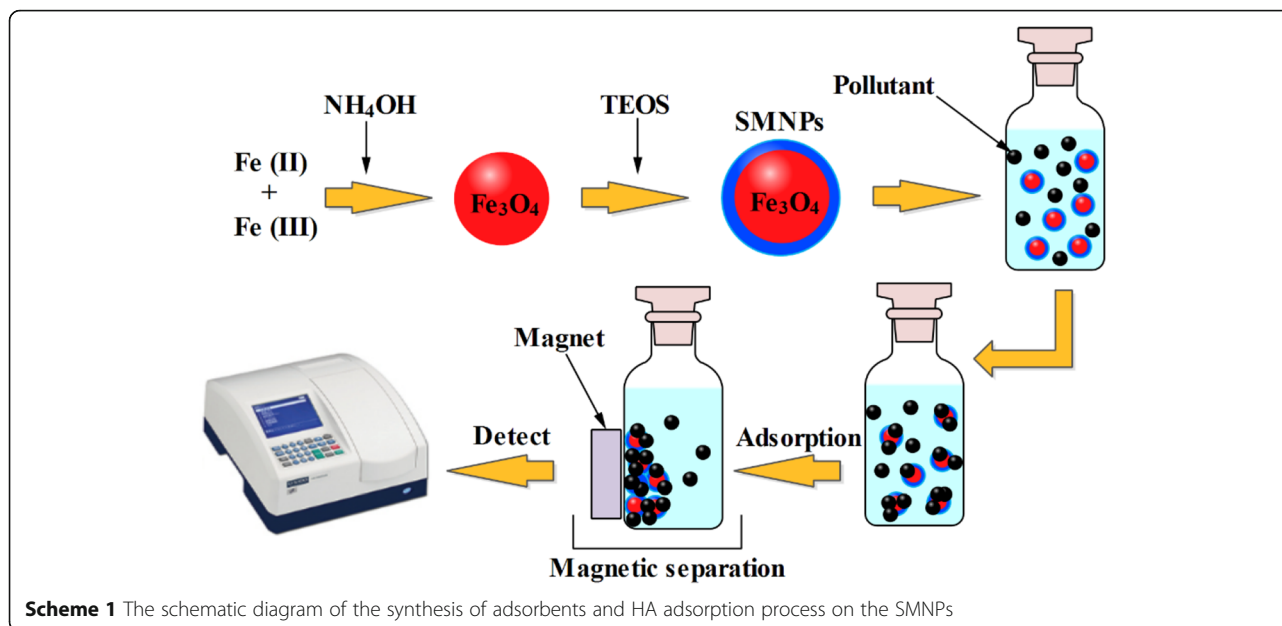 NH₄OH
TEOS
SMNPs
Pollutant
Fe (II)
+
Fe (III)
Fe₃O₄
Fe₃O₄
Magnet
Detect
Adsorption
Magnetic separation
Scheme 1 The schematic diagram of the synthesis of adsorbents and HA adsorption process on the SMNPs